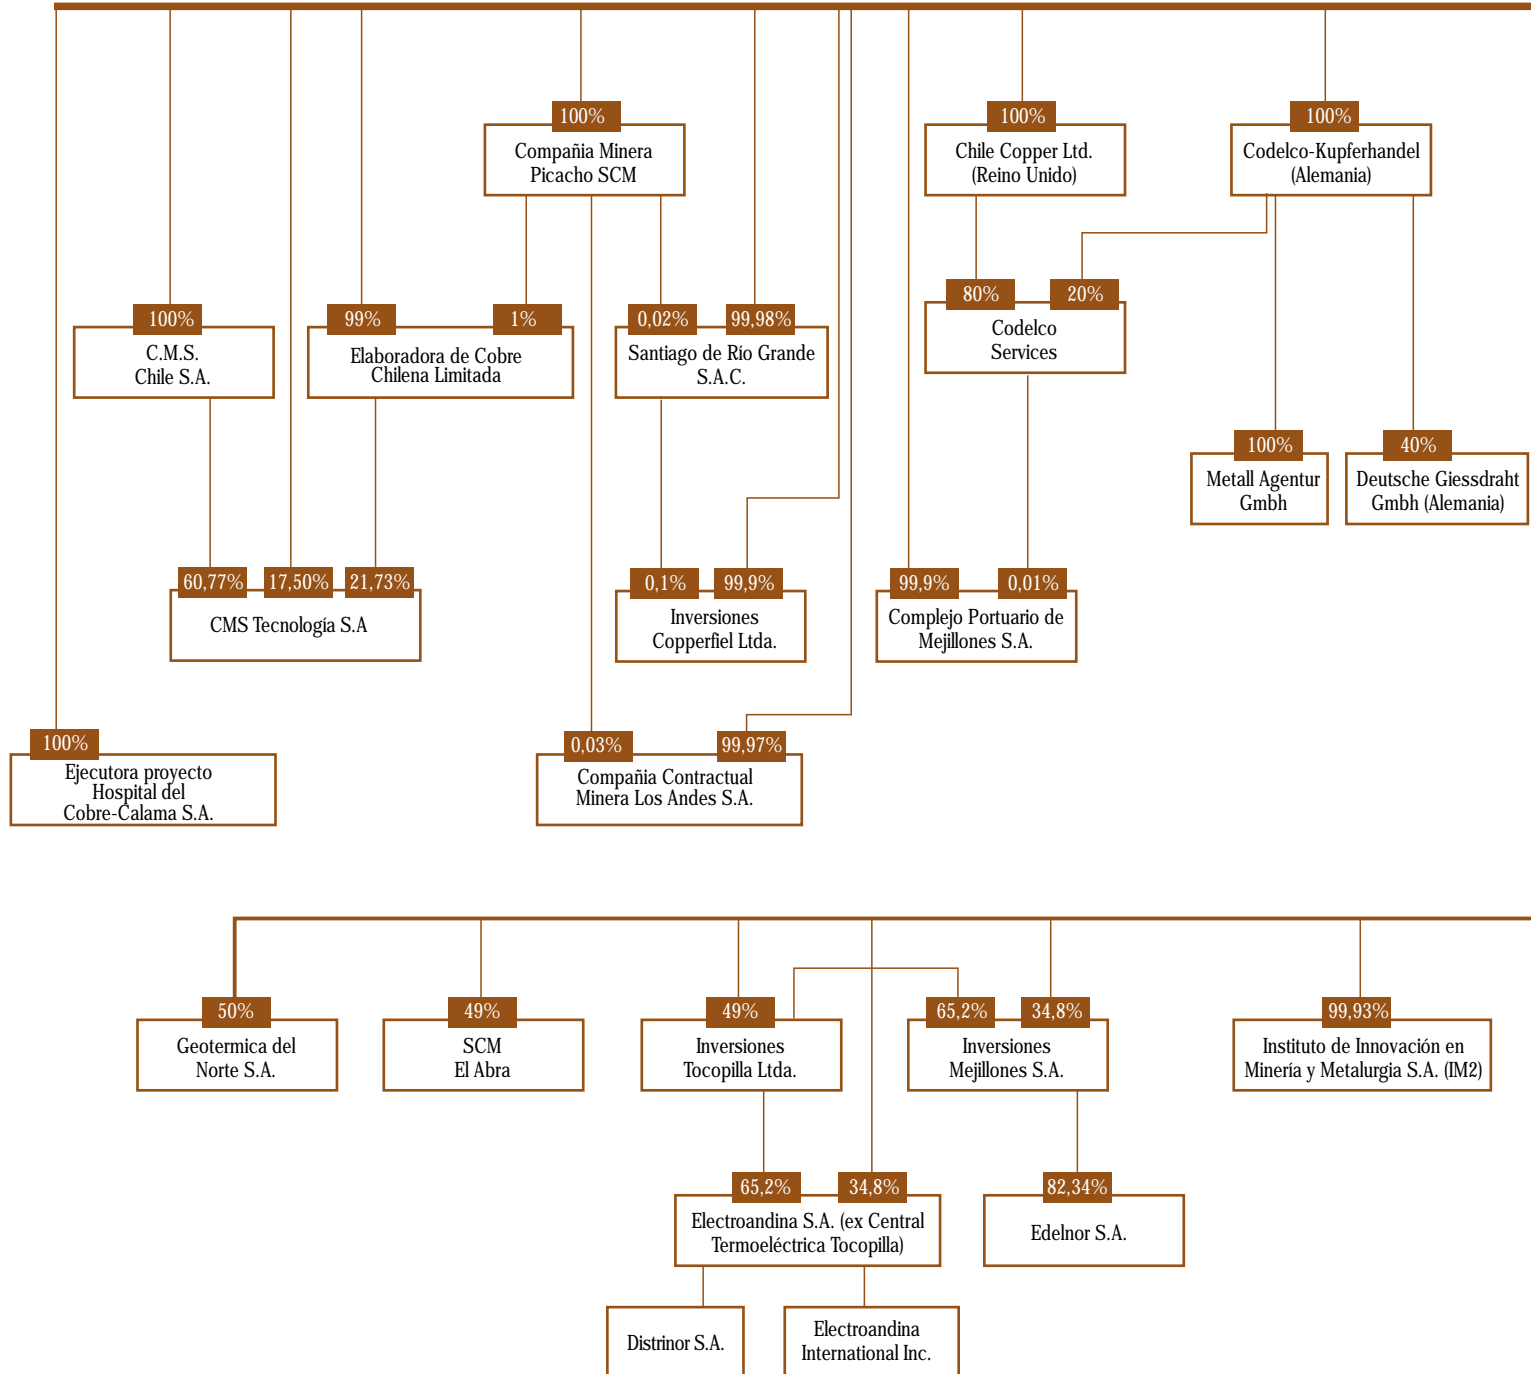 100%
Compañia Minera
Picacho SCM
100%
Chile Copper Ltd.
(Reino Unido)
100%
Codelco-Kupferhandel
(Alemania)
100%
C.M.S.
Chile S.A.
99%
1%
Elaboradora de Cobre
Chilena Limitada
0,02%
99,98%
Santiago de Río Grande
S.A.C.
80%
20%
Codelco
Services
100%
Metall Agentur
Gmbh
40%
Deutsche Giessdraht
Gmbh (Alemania)
60,77%
17,50%
21,73%
CMS Tecnología S.A
0,1%
99,9%
Inversiones
Copperfiel Ltda.
99,9%
0,01%
Complejo Portuario de
Mejillones S.A.
100%
Ejecutora proyecto
Hospital del
Cobre-Calama S.A.
0,03%
99,97%
Compañia Contractual
Minera Los Andes S.A.
50%
Geotermica del
Norte S.A.
49%
SCM
El Abra
49%
Inversiones
Tocopilla Ltda.
65,2%
34,8%
Inversiones
Mejillones S.A.
99,93%
Instituto de Innovación en
Minería y Metalurgia S.A. (IM2)
65,2%
34,8%
Electroandina S.A. (ex Central
Termoeléctrica Tocopilla)
82,34%
Edelnor S.A.
Distrinor S.A.
Electroandina
International Inc.